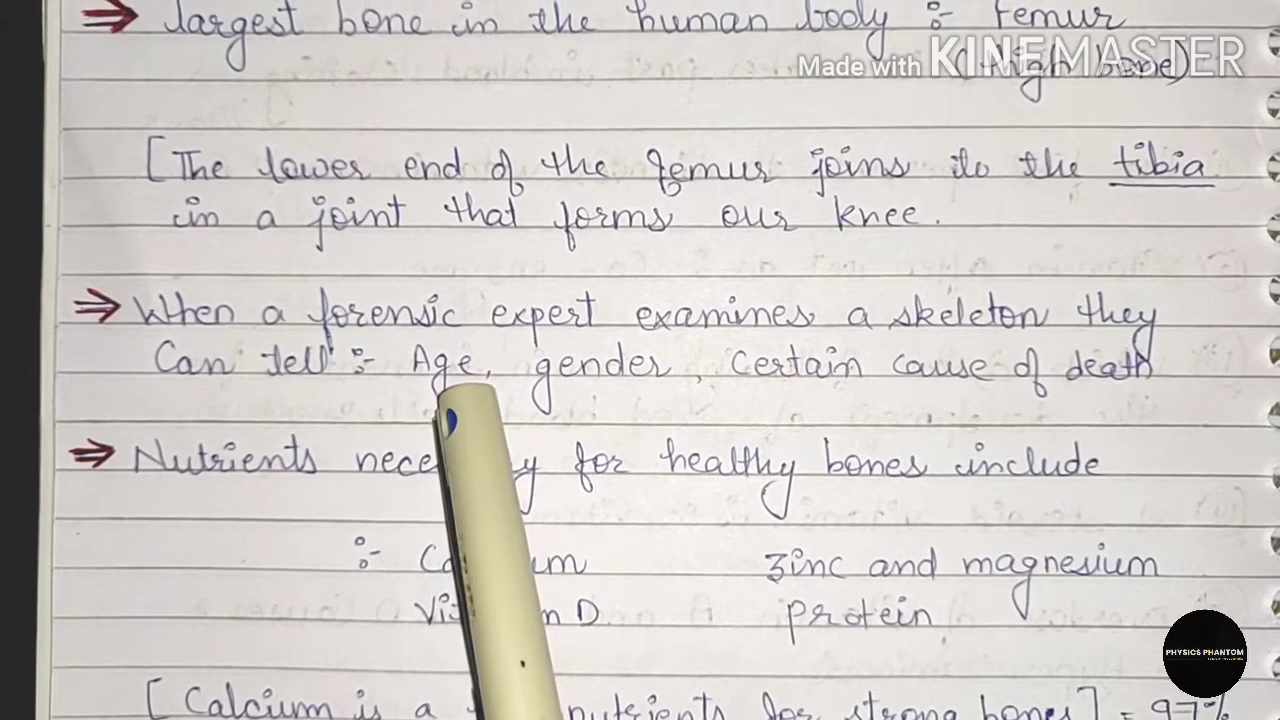 ⇒ largest bone in the human body :- Femur
(thigh bone)
Made with KINEMASTER
[The lower end of the femur joins to the tibia
in a joint that forms our knee.
⇒ When a forensic expert examines a skeleton they
Can tell :- Age, gender, certain cause of death
⇒ Nutrients for healthy bones include
:- Zinc and magnesium
D protein
[Calcium is a nutrients for strong bones] = 97%
PHYSICS PHANTOM